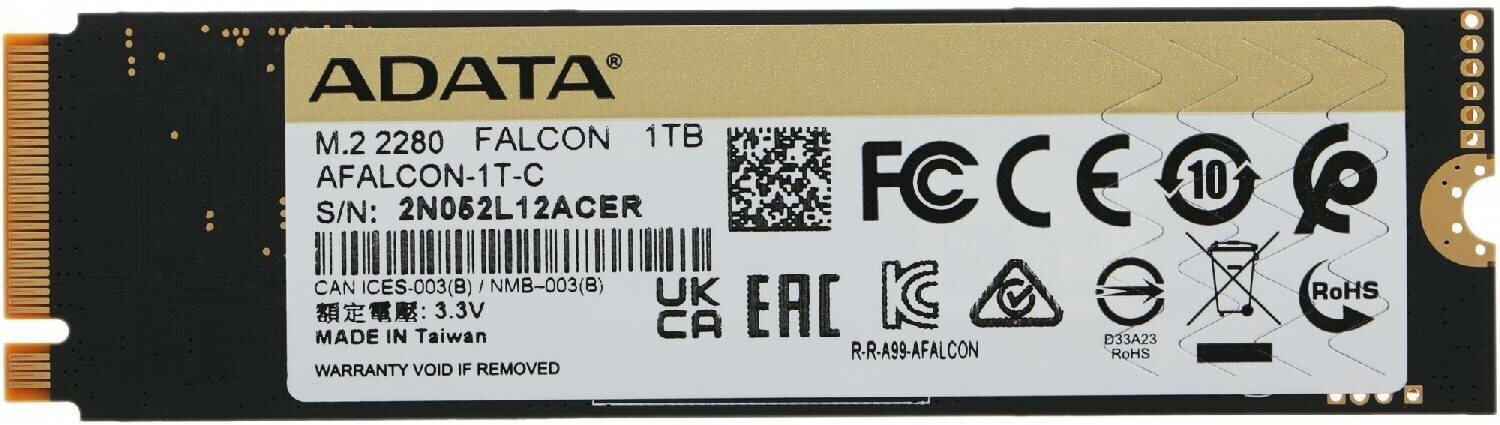 ADATA®
M.2 2280 FALCON 1TB
AFALCON-1T-C
S/N: 2N052L12ACER
CAN ICES-003(B) / NMB-003(B)
額定電壓: 3.3V
MADE IN Taiwan
WARRANTY VOID IF REMOVED
FC CE 10
UK
CA
EAC
R-R-A99-AFALCON
D33A23
RoHS
RoHS